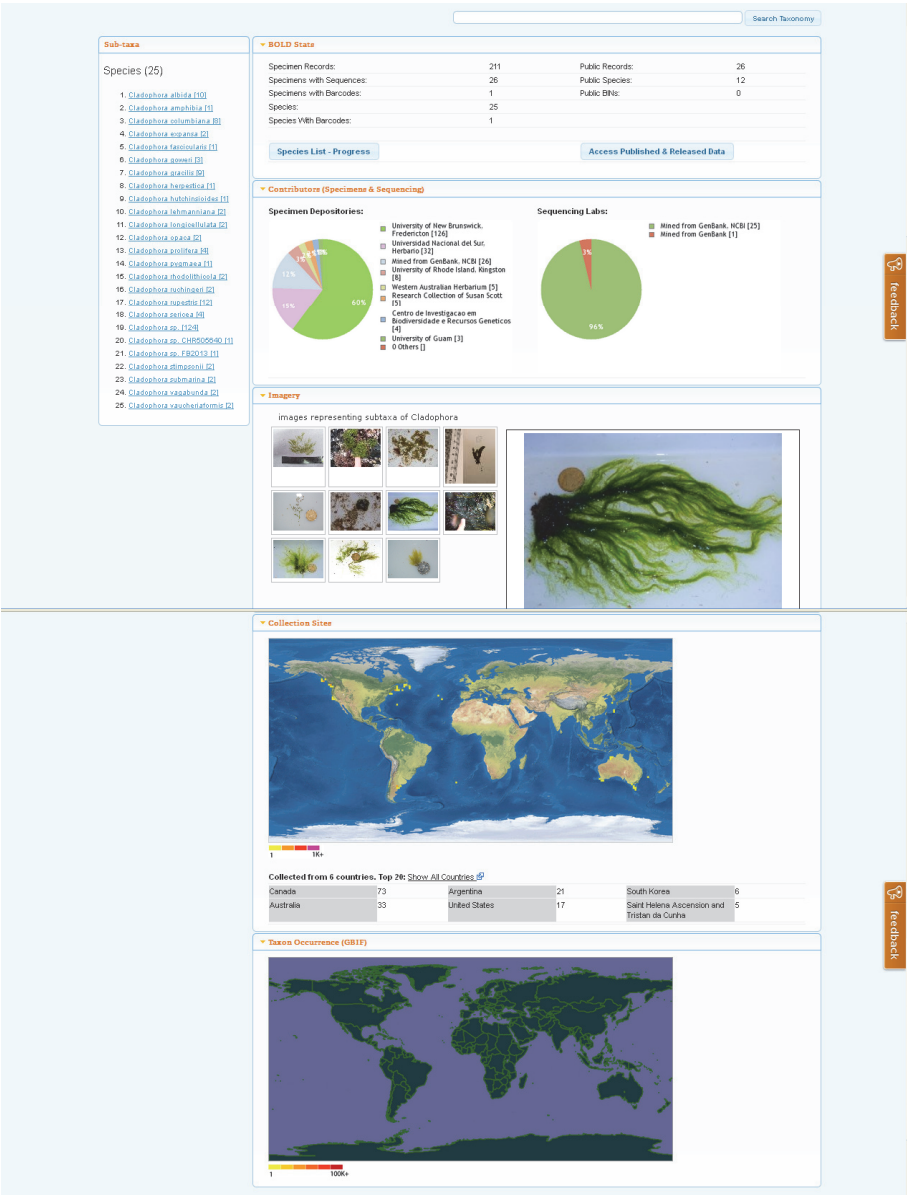 Search Taxonomy
Sub-taxa
Species (25)
1. Cladophora albida [10]
2. Cladophora amphibia [1]
3. Cladophora columbiana [8]
4. Cladophora expansa [2]
5. Cladophora fascicularis [1]
6. Cladophora goweri [3]
7. Cladophora gracilis [9]
8. Cladophora herpestica [1]
9. Cladophora hutchinsioides [1]
10. Cladophora lehmanniana [2]
11. Cladophora longicellulata [2]
12. Cladophora opaca [2]
13. Cladophora prolifera [4]
14. Cladophora pygmaea [1]
15. Cladophora rhodolithicola [2]
16. Cladophora ruchingeri [2]
17. Cladophora rupestris [12]
18. Cladophora sericea [4]
19. Cladophora sp. [124]
20. Cladophora sp. CHR505640 [1]
21. Cladophora sp. FB2013 [1]
22. Cladophora stimpsonii [2]
23. Cladophora submarina [2]
24. Cladophora vagabunda [2]
25. Cladophora vaucheriaformis [2]
BOLD Stats
Specimen Records: 211 Public Records: 26
Specimens with Sequences: 26 Public Species: 12
Specimens with Barcodes: 1 Public BINs: 0
Species: 25
Species With Barcodes: 1
Species List - Progress Access Published & Released Data
Contributors (Specimens & Sequencing)
Specimen Depositories:
60%
15%
12%
3%
University of New Brunswick,
Fredericton [126]
Universidad Nacional del Sur,
Herbario [32]
Mined from GenBank, NCBI [26]
University of Rhode Island, Kingston
[8]
Western Australian Herbarium [5]
Research Collection of Susan Scott
[5]
Centro de Investigacao em
Biodiversidade e Recursos Geneticos
[4]
University of Guam [3]
0 Others []
Sequencing Labs:
3%
96%
Mined from GenBank, NCBI [25]
Mined from GenBank [1]
feedback
Imagery
images representing subtaxa of Cladophora
Collection Sites
1 1K+
Collected from 6 countries. Top 20: Show All Countries
Canada 73 Argentina 21 South Korea 6
Australia 33 United States 17 Saint Helena Ascension and 5
Tristan da Cunha
feedback
Taxon Occurrence (GBIF)
1 100K+